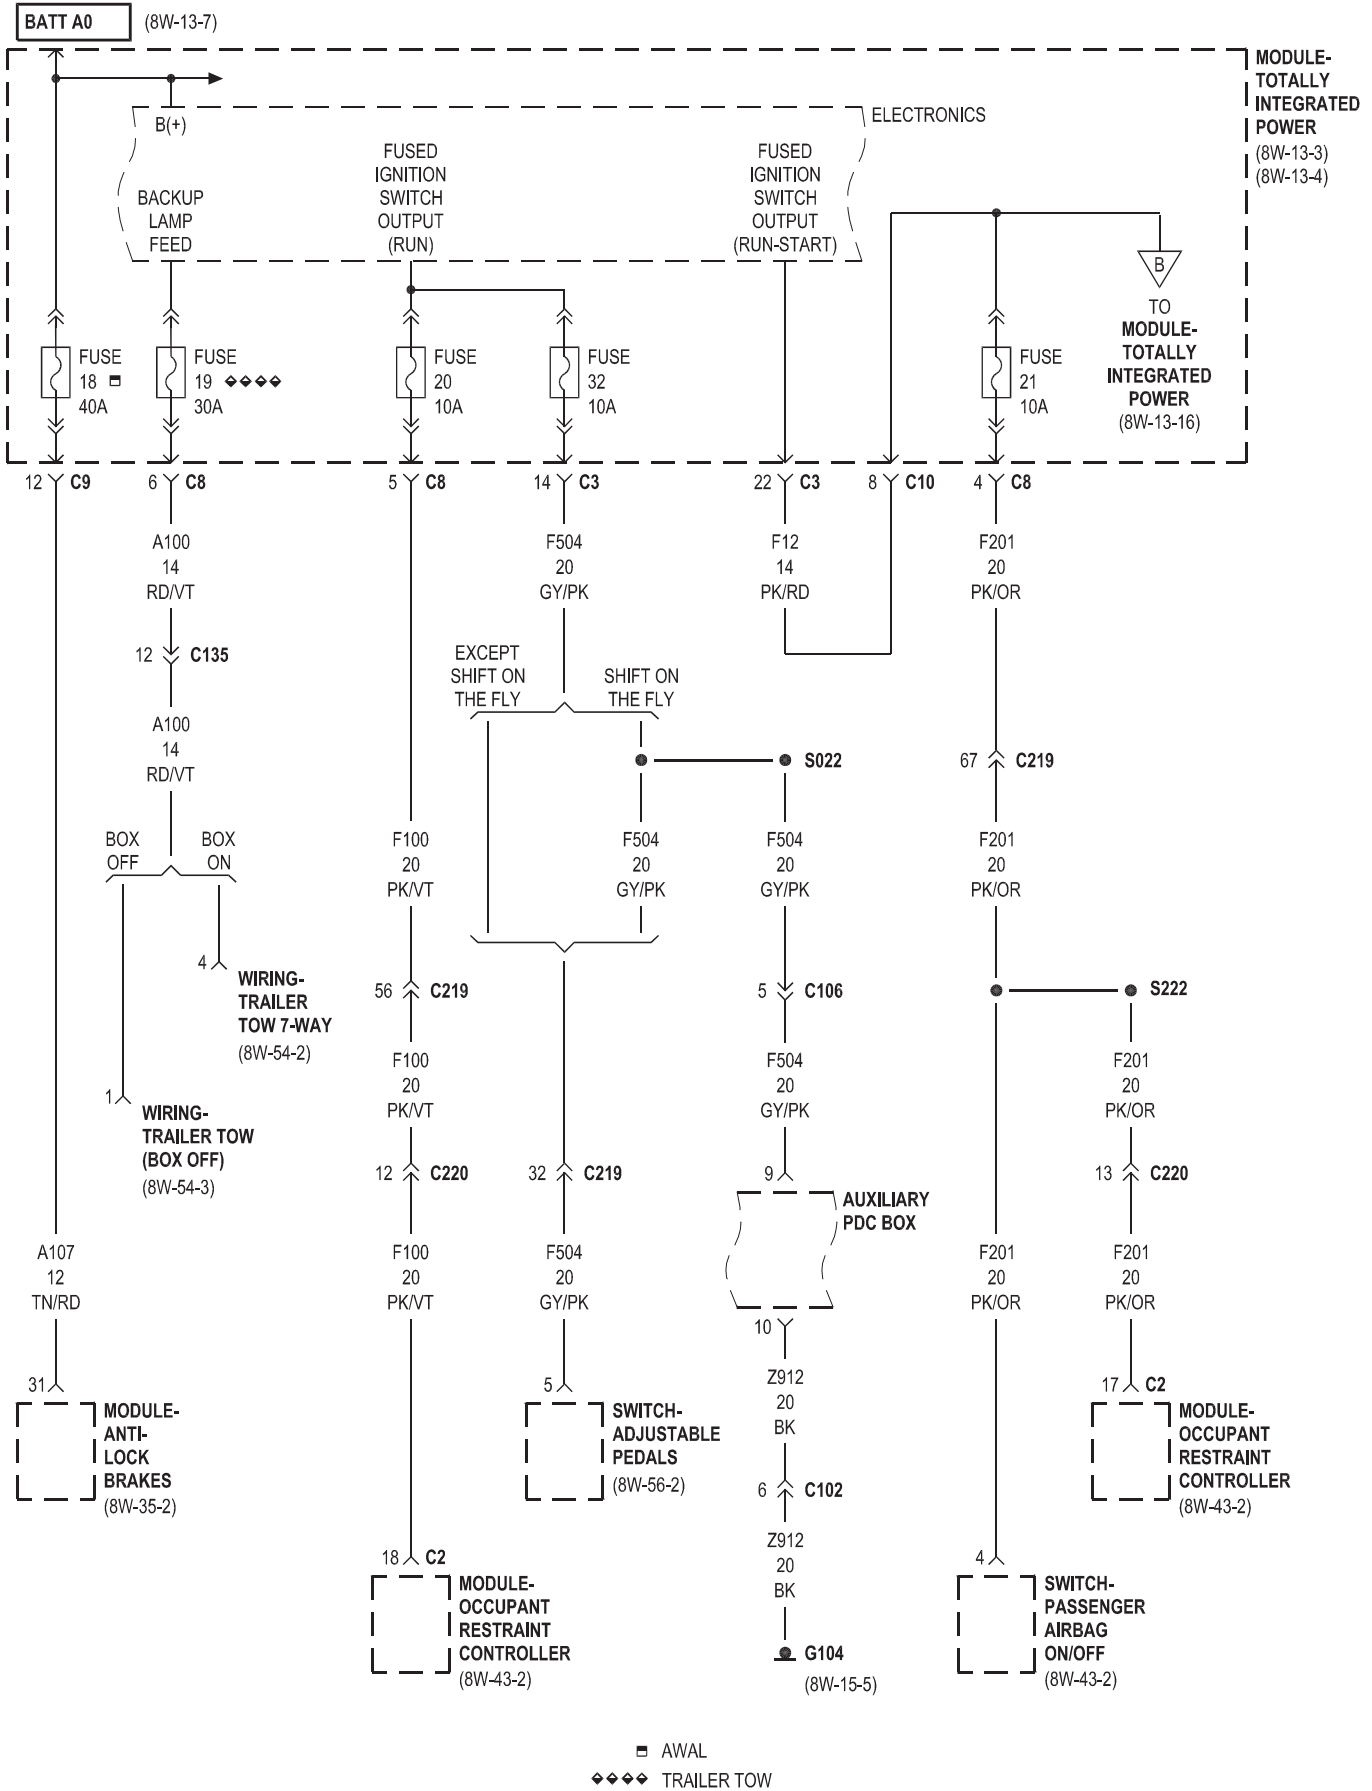 BATT A0 (8W-13-7)
MODULE-
TOTALLY
INTEGRATED
POWER
(8W-13-3)
(8W-13-4)
B(+)
ELECTRONICS
BACKUP
LAMP
FEED
FUSED
IGNITION
SWITCH
OUTPUT
(RUN)
FUSED
IGNITION
SWITCH
OUTPUT
(RUN-START)
B
TO
MODULE-
TOTALLY
INTEGRATED
POWER
(8W-13-16)
FUSE
18
40A
FUSE
19
30A
FUSE
20
10A
FUSE
32
10A
FUSE
21
10A
12 C9
6 C8
5 C8
14 C3
22 C3
8 C10
4 C8
A100
14
RD/VT
F504
20
GY/PK
F12
14
PK/RD
F201
20
PK/OR
12 C135
EXCEPT
SHIFT ON
THE FLY
SHIFT ON
THE FLY
A100
14
RD/VT
S022
67 C219
BOX
OFF
BOX
ON
F100
20
PK/VT
F504
20
GY/PK
F504
20
GY/PK
F201
20
PK/OR
4
WIRING-
TRAILER
TOW 7-WAY
(8W-54-2)
56 C219
5 C106
S222
F100
20
PK/VT
F504
20
GY/PK
F201
20
PK/OR
1
WIRING-
TRAILER TOW
(BOX OFF)
(8W-54-3)
12 C220
32 C219
9
AUXILIARY
PDC BOX
13 C220
A107
12
TN/RD
F100
20
PK/VT
F504
20
GY/PK
F201
20
PK/OR
F201
20
PK/OR
10
Z912
20
BK
31
MODULE-
ANTI-
LOCK
BRAKES
(8W-35-2)
5
SWITCH-
ADJUSTABLE
PEDALS
(8W-56-2)
17 C2
MODULE-
OCCUPANT
RESTRAINT
CONTROLLER
(8W-43-2)
6 C102
Z912
20
BK
18 C2
MODULE-
OCCUPANT
RESTRAINT
CONTROLLER
(8W-43-2)
G104
(8W-15-5)
4
SWITCH-
PASSENGER
AIRBAG
ON/OFF
(8W-43-2)
AWAL
TRAILER TOW